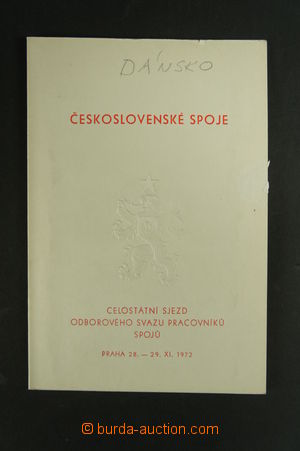 DÁNSKO
ČESKOSLOVENSKÉ SPOJE
CELOSTÁTNÍ SJEZD
ODBOROVÉHO SVAZU PRACOVNÍKŮ
SPOJŮ
PRAHA 28. — 29. XI. 1972
© burda-auction.com